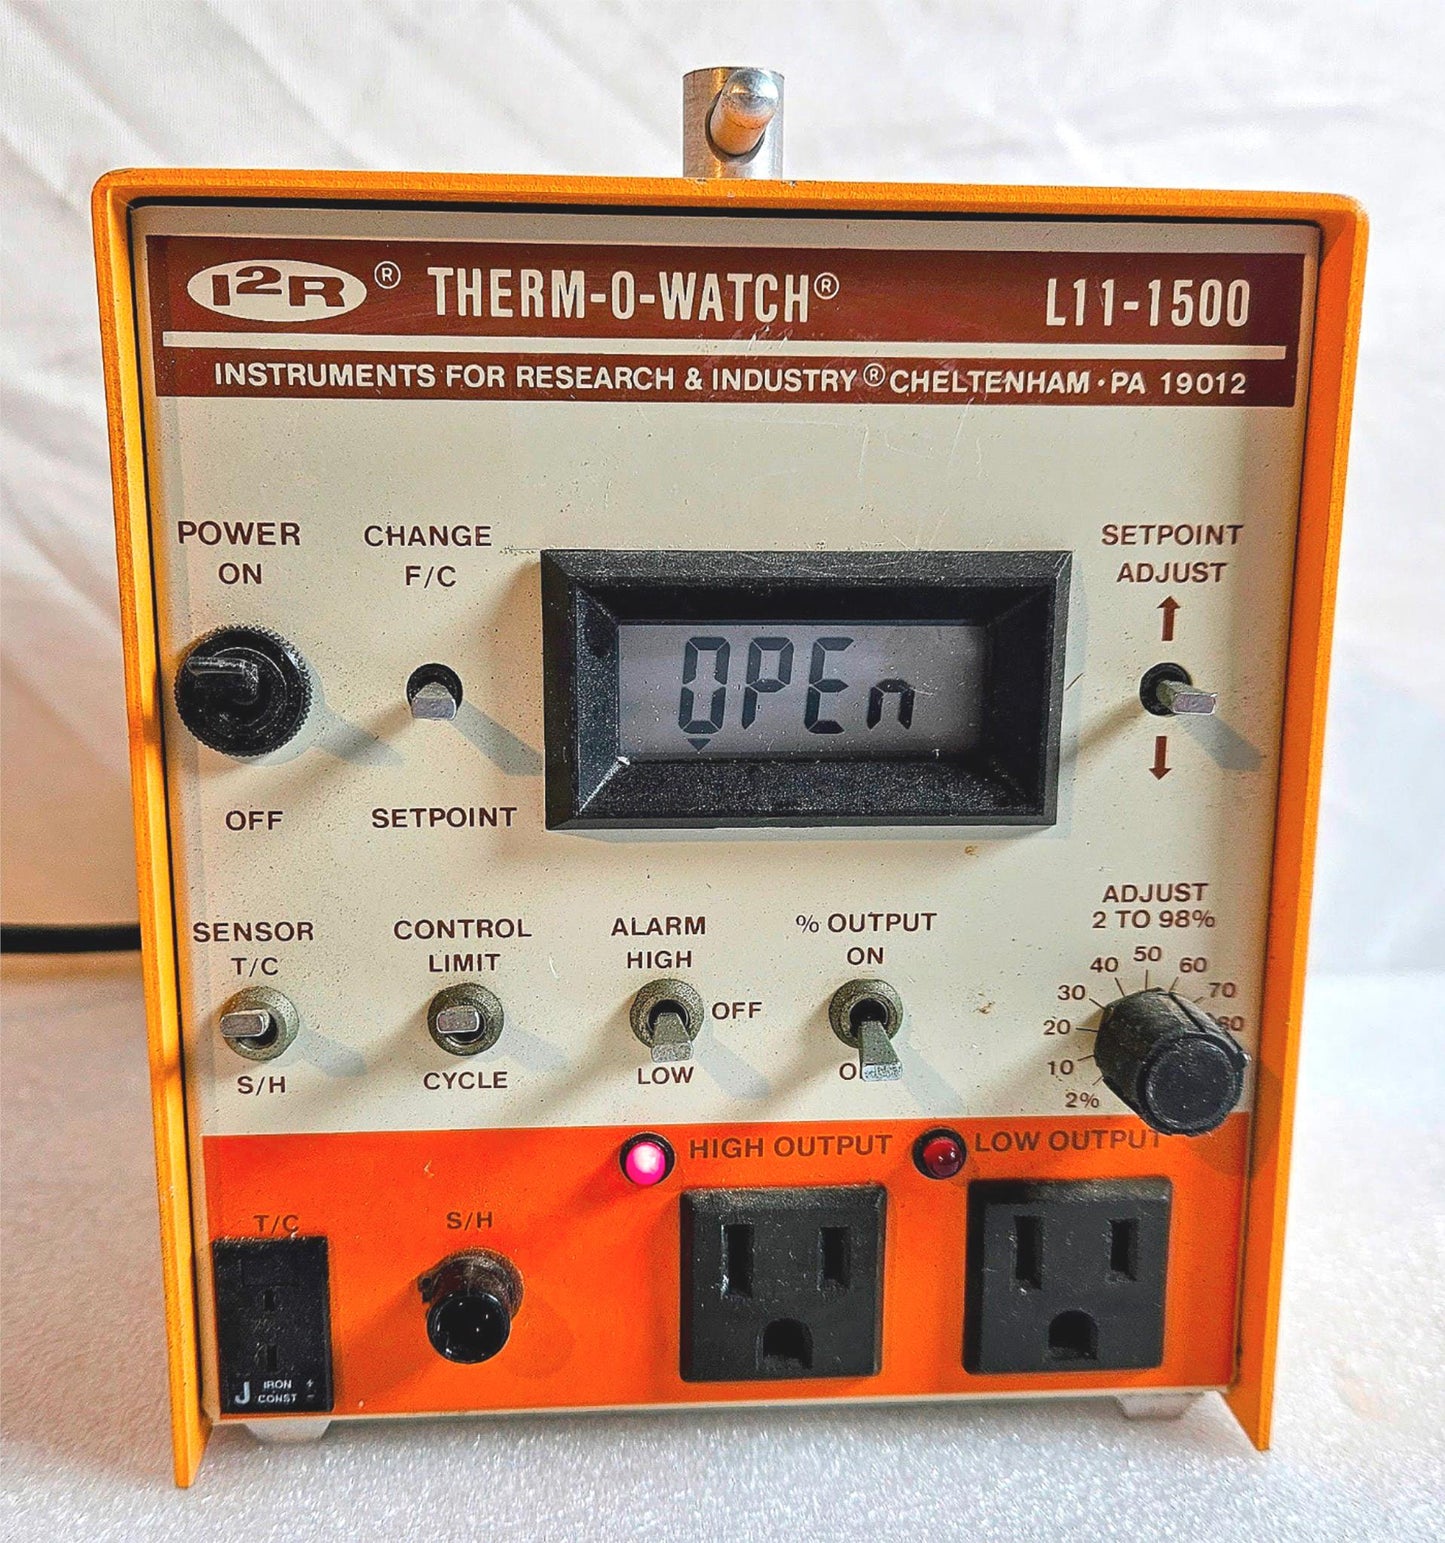 I2R® THERM-O-WATCH® L11-1500
INSTRUMENTS FOR RESEARCH & INDUSTRY® CHELTENHAM • PA 19012
POWER
ON
CHANGE
F/C
OPEn
SETPOINT
ADJUST
OFF
SETPOINT
SENSOR
T/C
S/H
CONTROL
LIMIT
CYCLE
ALARM
HIGH
OFF
LOW
% OUTPUT
ON
ADJUST
2 TO 98%
2%
10
20
30
40
50
60
70
HIGH OUTPUT
LOW OUTPUT
T/C
S/H
J IRON +
CONST -